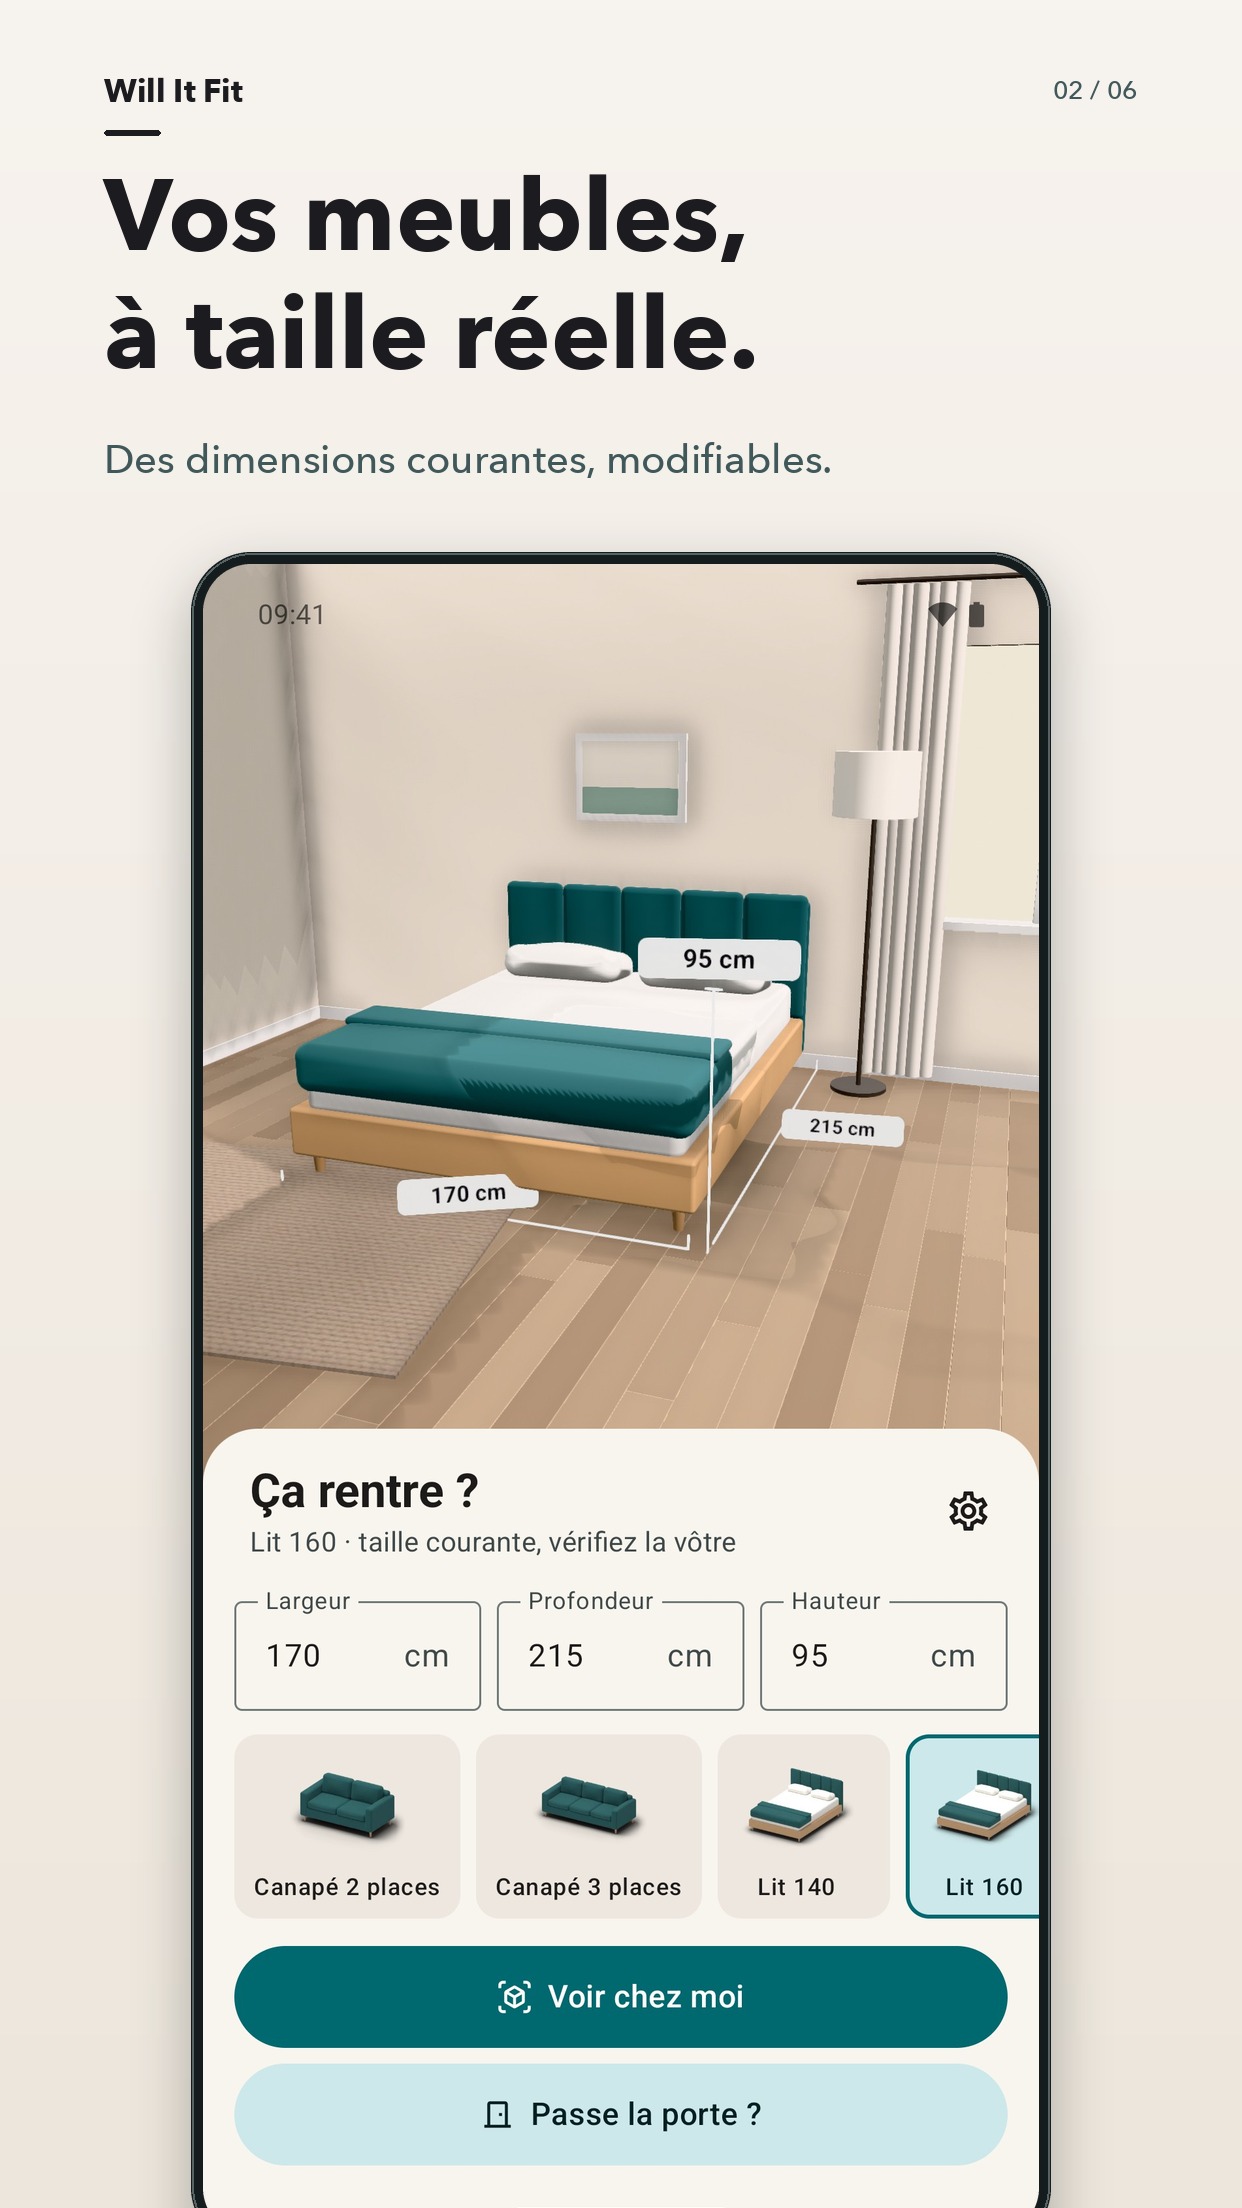 Will It Fit
02 / 06
Vos meubles,
à taille réelle.
Des dimensions courantes, modifiables.
09:41
95 cm
215 cm
170 cm
Ça rentre ?
Lit 160 · taille courante, vérifiez la vôtre
Largeur
Profondeur
Hauteur
170 cm
215 cm
95 cm
Canapé 2 places
Canapé 3 places
Lit 140
Lit 160
Voir chez moi
Passe la porte ?